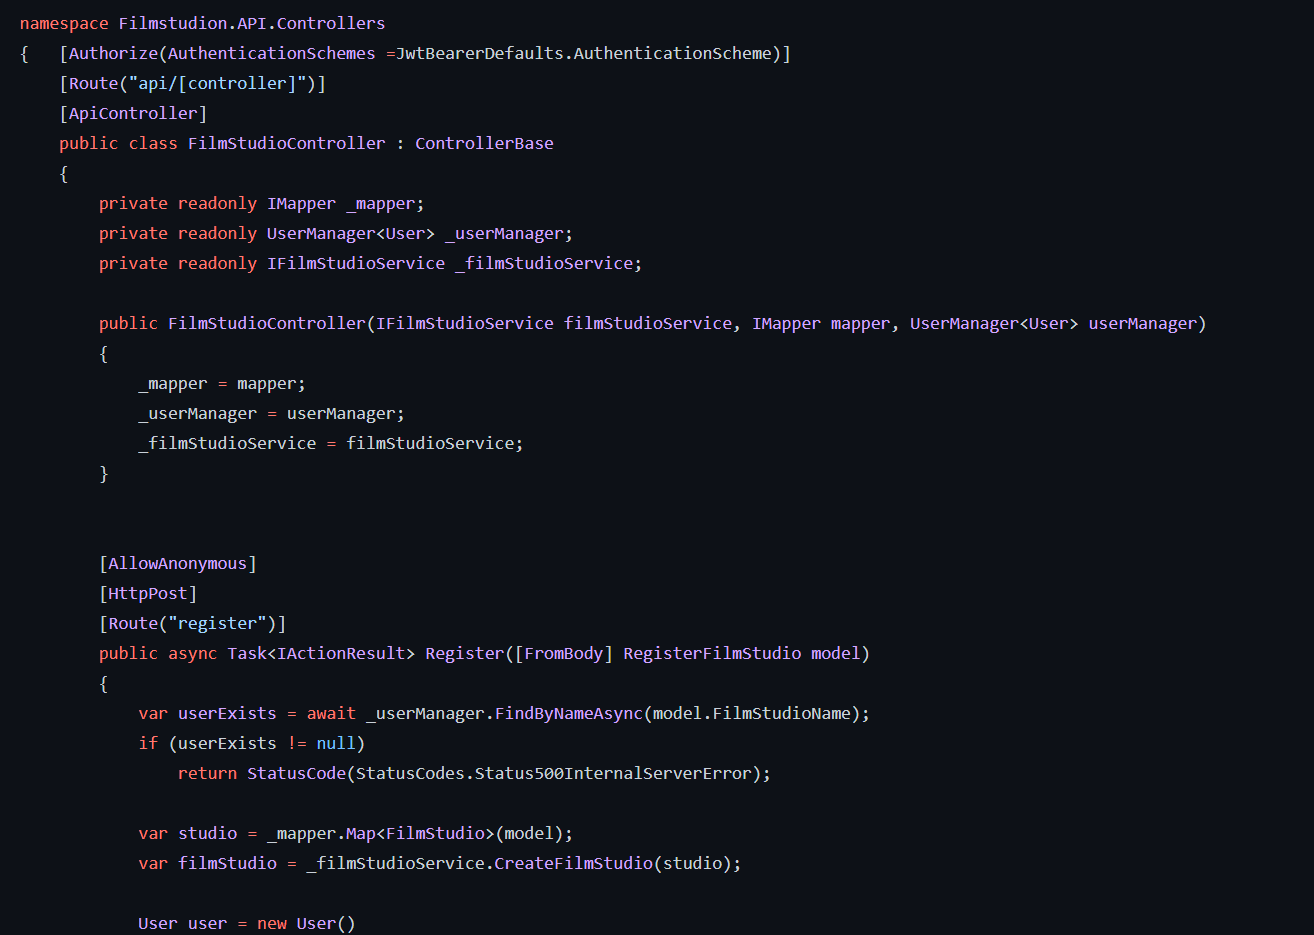 namespace Filmstudion.API.Controllers
{   [Authorize(AuthenticationSchemes =JwtBearerDefaults.AuthenticationScheme)]
    [Route("api/[controller]")]
    [ApiController]
    public class FilmStudioController : ControllerBase
    {
        private readonly IMapper _mapper;
        private readonly UserManager<User> _userManager;
        private readonly IFilmStudioService _filmStudioService;

        public FilmStudioController(IFilmStudioService filmStudioService, IMapper mapper, UserManager<User> userManager)
        {
            _mapper = mapper;
            _userManager = userManager;
            _filmStudioService = filmStudioService;
        }


        [AllowAnonymous]
        [HttpPost]
        [Route("register")]
        public async Task<IActionResult> Register([FromBody] RegisterFilmStudio model)
        {
            var userExists = await _userManager.FindByNameAsync(model.FilmStudioName);
            if (userExists != null)
                return StatusCode(StatusCodes.Status500InternalServerError);

            var studio = _mapper.Map<FilmStudio>(model);
            var filmStudio = _filmStudioService.CreateFilmStudio(studio);

            User user = new User()